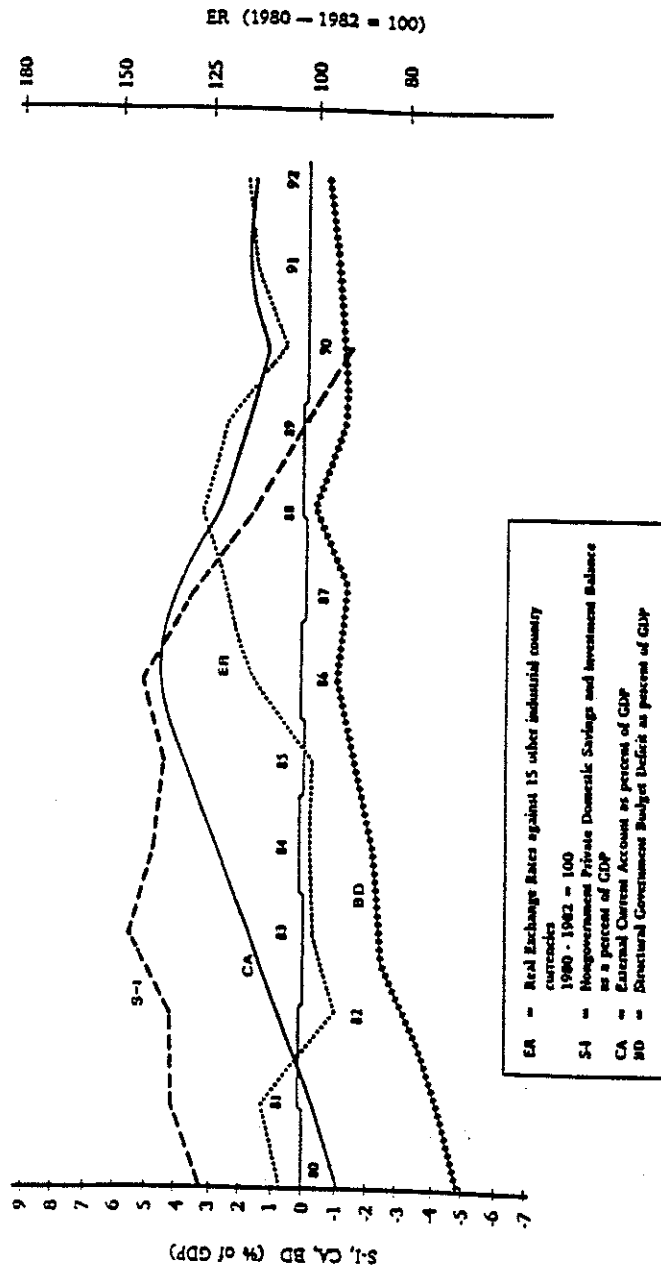 ER (1980 — 1982 = 100)
180
150
125
100
80
S-I, CA, BD (% of GDP)
9
8
7
6
5
4
3
2
1
0
-1
-2
-3
-4
-5
-6
-7
80
81
82
83
84
85
86
87
88
89
90
91
92
S-I
CA
ER
BD
ER = Real Exchange Rates against 15 other industrial country
currencies
1980 - 1982 = 100
S-I = Nongovernment Private Domestic Savings and Investment Balance
as a percent of GDP
CA = External Current Account as percent of GDP
BD = Structural Government Budget Deficit as percent of GDP